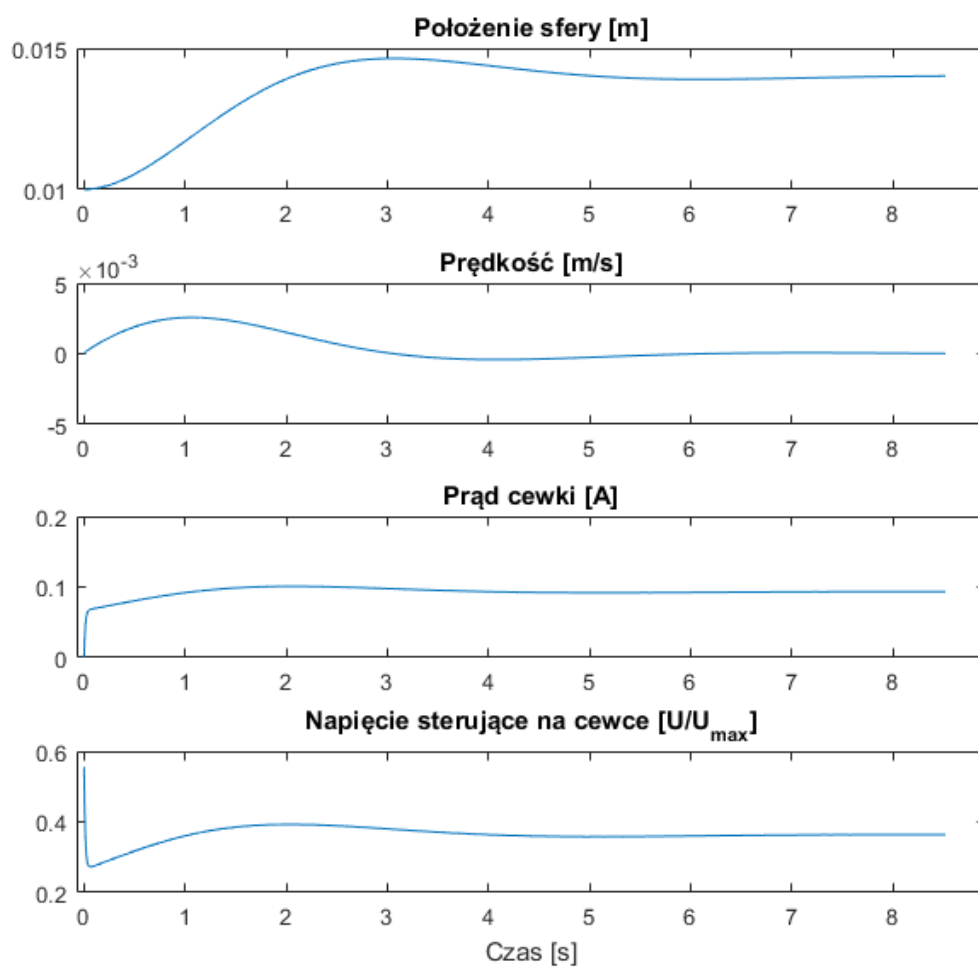 Położenie sfery [m]
0.015
0.01
0 1 2 3 4 5 6 7 8
Prędkość [m/s]
×10⁻³
5
0
-5
0 1 2 3 4 5 6 7 8
Prąd cewki [A]
0.2
0.1
0
0 1 2 3 4 5 6 7 8
Napięcie sterujące na cewce [U/U_max]
0.6
0.4
0.2
0 1 2 3 4 5 6 7 8
Czas [s]